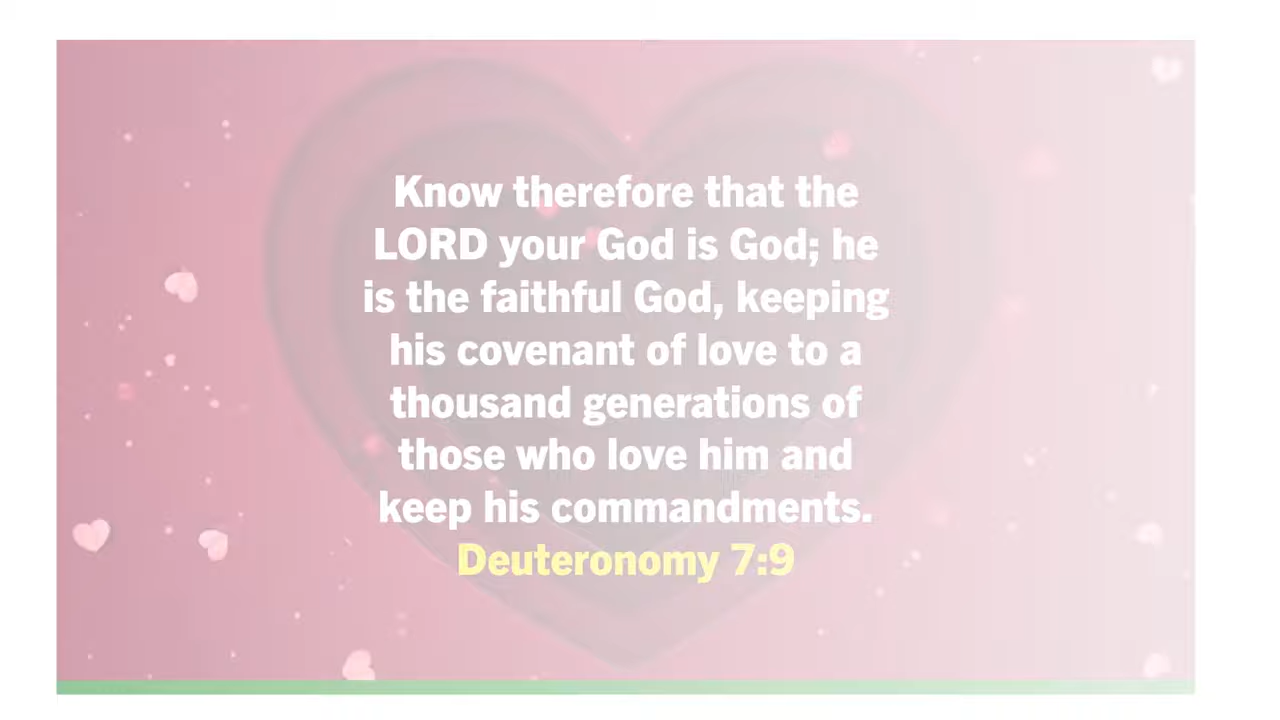 Know therefore that the
LORD your God is God; he
is the faithful God, keeping
his covenant of love to a
thousand generations of
those who love him and
keep his commandments.
Deuteronomy 7:9